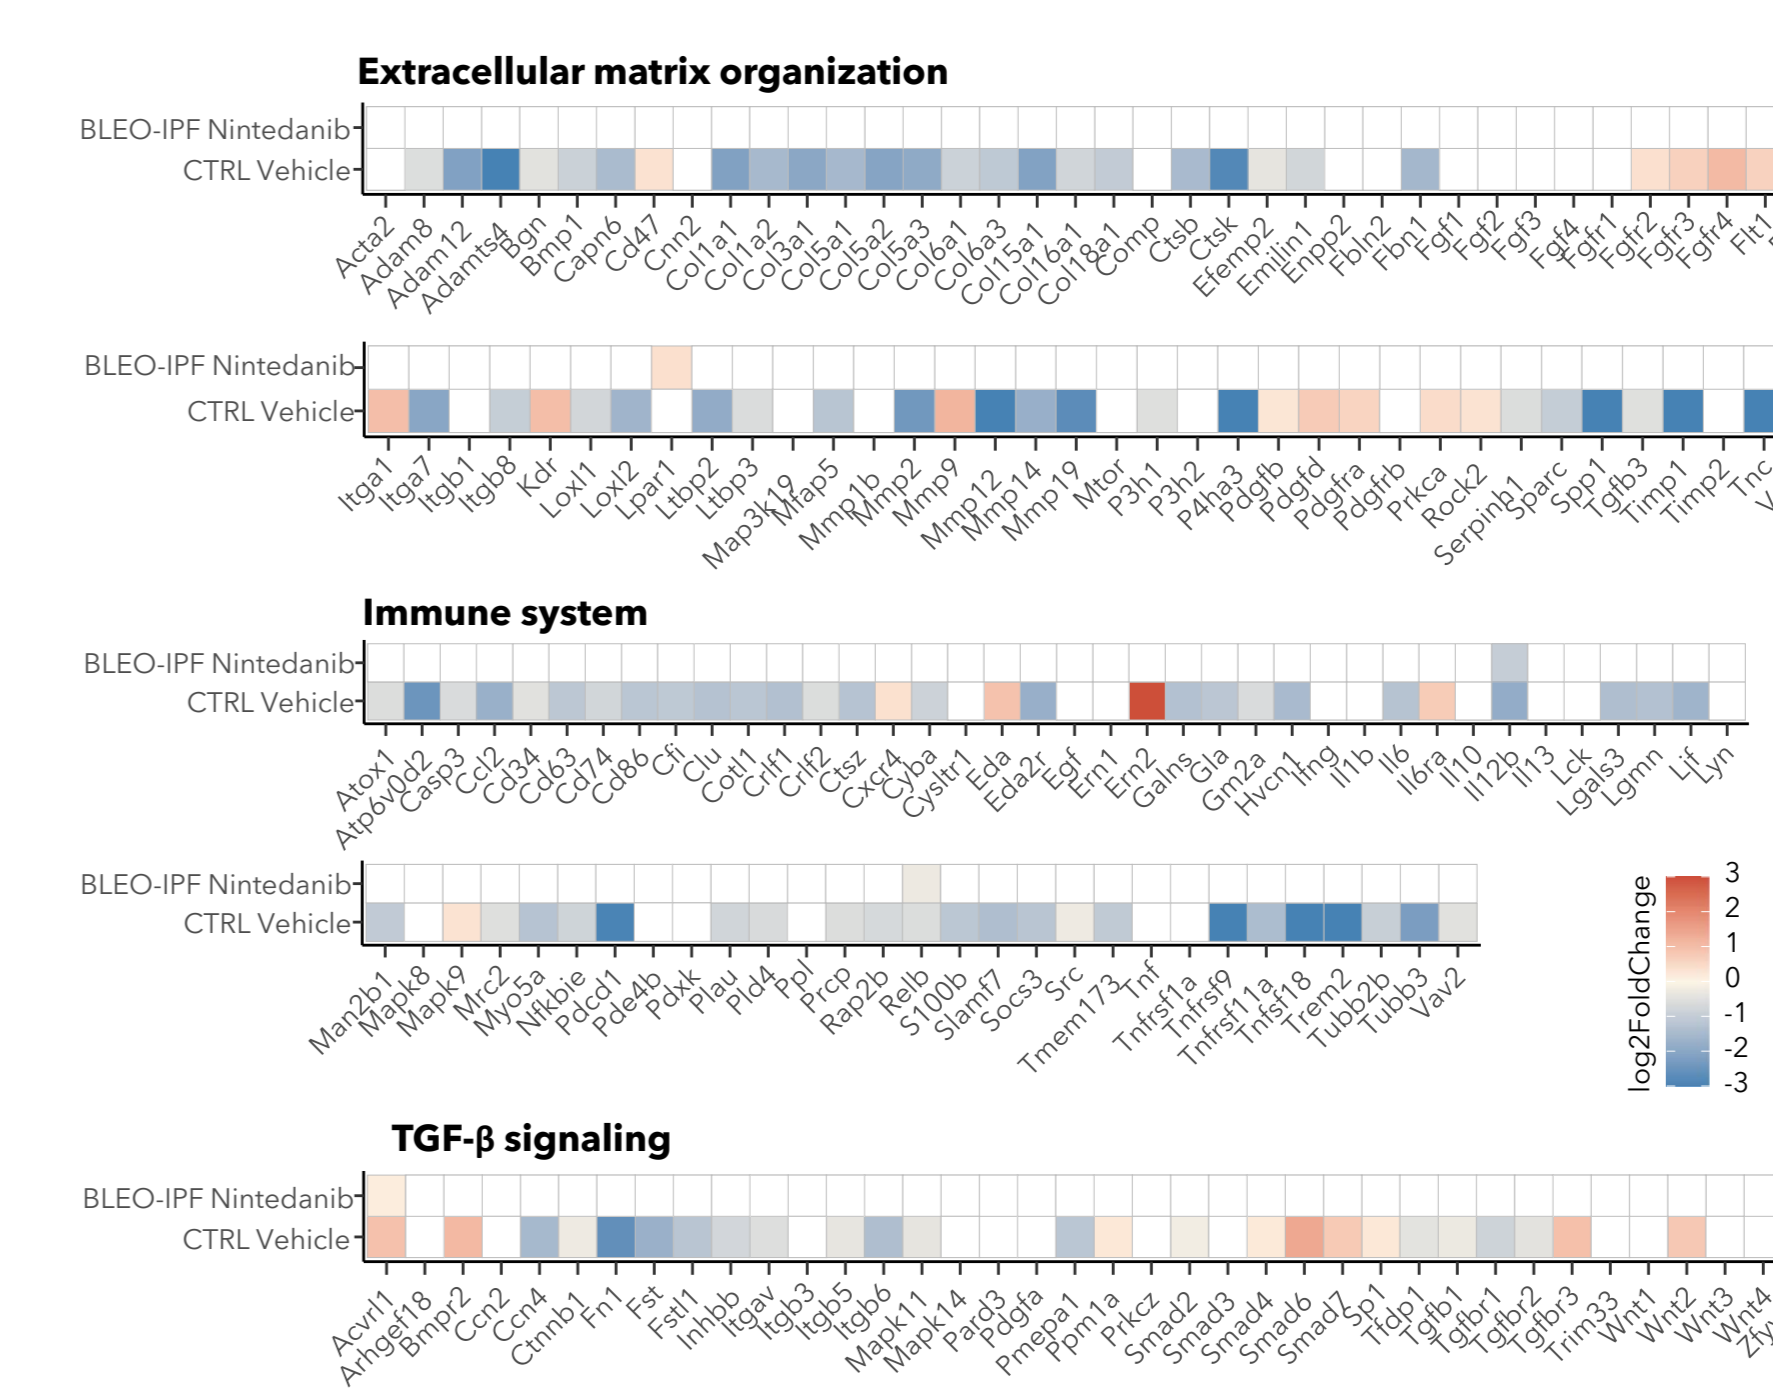 Extracellular matrix organization
BLEO-IPF Nintedanib
CTRL Vehicle
Acta2 Adam8 Adam12 Adamts4 Bgn Bmp1 Capn6 Cd47 Cnn2 Col1a1 Col1a2 Col3a1 Col5a1 Col5a2 Col5a3 Col6a1 Col6a3 Col15a1 Col16a1 Col18a1 Comp Ctsb Ctsk Efemp2 Emilin1 Enpp2 Fbln2 Fbn1 Fgf1 Fgf2 Fgf3 Fgf4 Fgfr1 Fgfr2 Fgfr3 Fgfr4 Flt1
BLEO-IPF Nintedanib
CTRL Vehicle
Itga1 Itga7 Itgb1 Itgb8 Kdr Loxl1 Loxl2 Lpar1 Ltbp2 Ltbp3 Map3k19 Mfap5 Mmp1b Mmp2 Mmp9 Mmp12 Mmp14 Mmp19 Mtor P3h1 P3h2 P4ha3 Pdgfb Pdgfd Pdgfra Pdgfrb Prkca Rock2 Serpinh1 Sparc Spp1 Tgfb3 Timp1 Timp2 Tnc
Immune system
BLEO-IPF Nintedanib
CTRL Vehicle
Atox1 Atp6v0d2 Casp3 Ccl2 Cd34 Cd63 Cd74 Cd86 Cfi Clu Cotl1 Crlf1 Crlf2 Ctsz Cxcr4 Cyba Cysltr1 Eda Eda2r Egf Ern1 Ern2 Galns Gla Gm2a Hvcn1 Ifng Il1b Il6 Il6ra Il10 Il12b Il13 Lck Lgals3 Lgmn Lif Lyn
BLEO-IPF Nintedanib
CTRL Vehicle
Man2b1 Mapk8 Mapk9 Mrc2 Myo5a Nfkbie Pdcd1 Pde4b Pdxk Plau Pld4 Ppl Prcp Rap2b Relb S100b Slamf7 Socs3 Src Tmem173 Tnf Tnfrsf1a Tnfrsf9 Tnfrsf11a Tnfsf18 Trem2 Tubb2b Tubb3 Vav2
log2FoldChange
3
2
1
0
-1
-2
-3
TGF-β signaling
BLEO-IPF Nintedanib
CTRL Vehicle
Acvrl1 Arhgef18 Bmpr2 Ccn2 Ccn4 Ctnnb1 Fn1 Fst Fstl1 Inhbb Itgav Itgb3 Itgb5 Itgb6 Mapk11 Mapk14 Pard3 Pdgfa Pmepa1 Ppm1a Prkcz Smad2 Smad3 Smad4 Smad6 Smad7 Sp1 Tfdp1 Tgfb1 Tgfbr1 Tgfbr2 Tgfbr3 Trim33 Wnt1 Wnt2 Wnt3 Wnt4